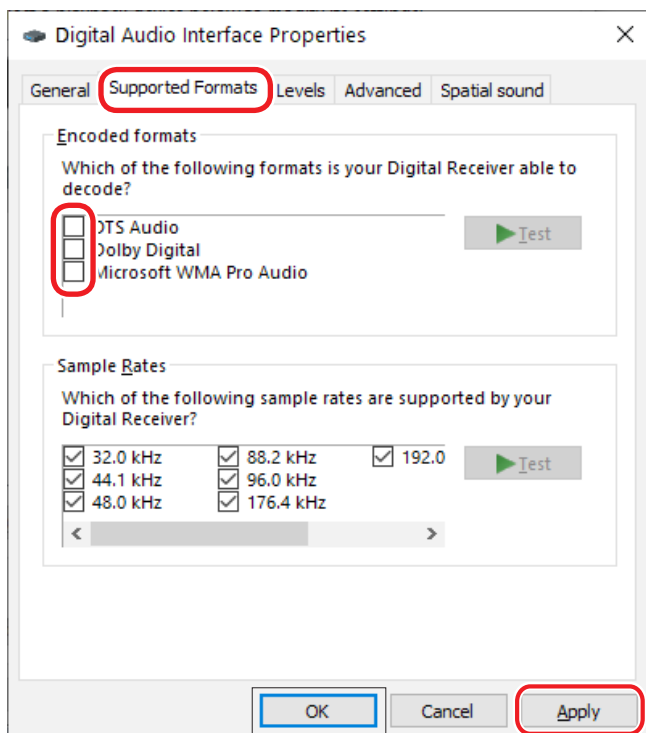 Digital Audio Interface Properties
General Supported Formats Levels Advanced Spatial sound
Encoded formats
Which of the following formats is your Digital Receiver able to
decode?
DTS Audio
Dolby Digital
Microsoft WMA Pro Audio
Test
Sample Rates
Which of the following sample rates are supported by your
Digital Receiver?
32.0 kHz 88.2 kHz 192.0
44.1 kHz 96.0 kHz
48.0 kHz 176.4 kHz
Test
OK Cancel Apply